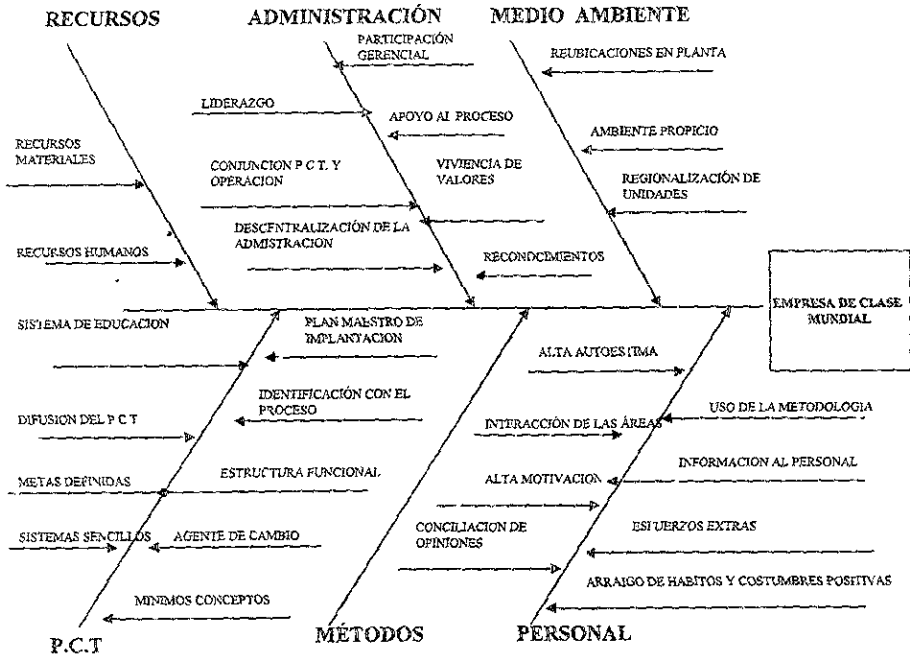 RECURSOS
ADMINISTRACIÓN
MEDIO AMBIENTE
PARTICIPACIÓN
GERENCIAL
REUBICACIONES EN PLANTA
LIDERAZGO
APOYO AL PROCESO
AMBIENTE PROPICIO
RECURSOS
MATERIALES
CONJUNCION P C T. Y
OPERACION
VIVIENCIA DE
VALORES
REGIONALIZACIÓN DE
UNIDADES
DESCENTRALIZACIÓN DE LA
ADMISTRACION
RECURSOS HUMANOS
RECONOCIMIENTOS
EMPRESA DE CLASE
MUNDIAL
SISTEMA DE EDUCACION
PLAN MAESTRO DE
IMPLANTACION
ALTA AUTOESTIMA
IDENTIFICACIÓN CON EL
PROCESO
USO DE LA METODOLOGIA
DIFUSION DEL P C T
INTERACCIÓN DE LAS ÁREAS
METAS DEFINIDAS
ESTRUCTURA FUNCIONAL
ALTA MOTIVACION
INFORMACION AL PERSONAL
SISTEMAS SENCILLOS
AGENTE DE CAMBIO
CONCILIACION DE
OPINIONES
ESFUERZOS EXTRAS
ARRAIGO DE HABITOS Y COSTUMBRES POSITIVAS
MINIMOS CONCEPTOS
P.C.T
MÉTODOS
PERSONAL